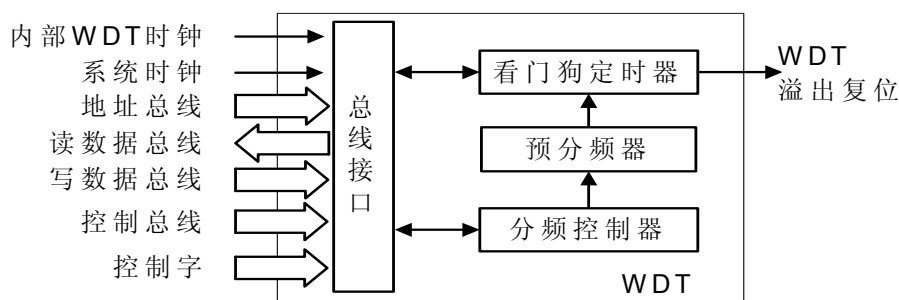 内部WDT时钟
系统时钟
地址总线
读数据总线
写数据总线
控制总线
控制字
总线接口
看门狗定时器
预分频器
分频控制器
WDT
WDT
溢出复位